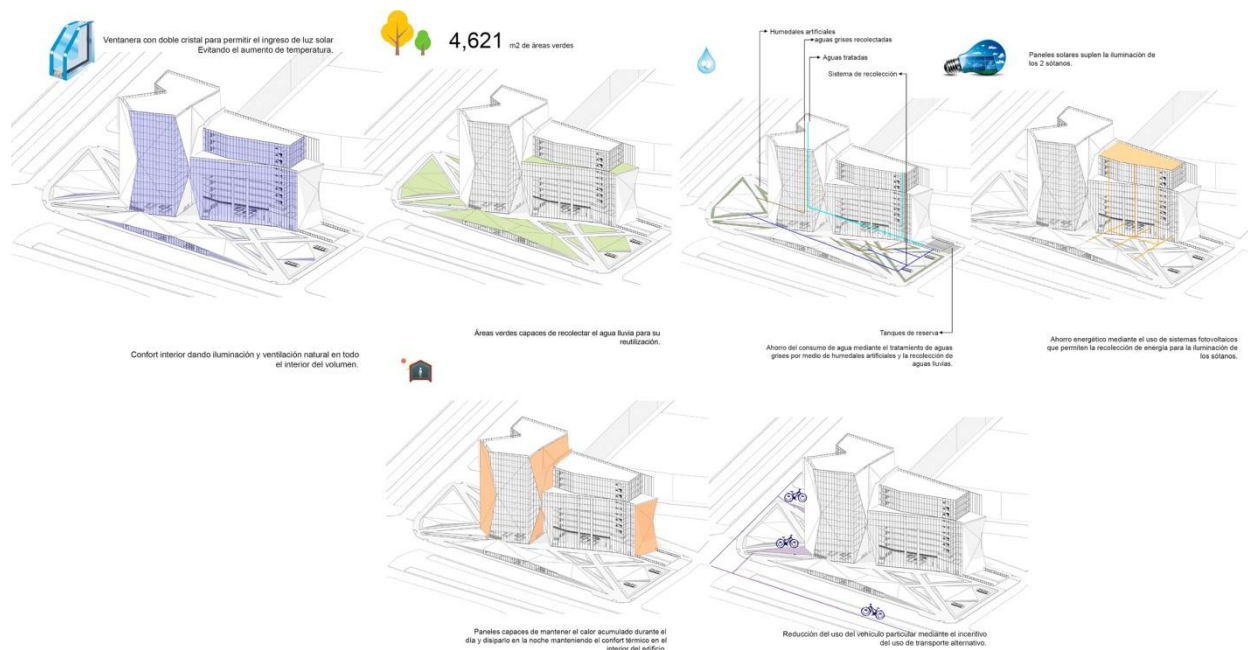 Ventanera con doble cristal para permitir el ingreso de luz solar
Evitando el aumento de temperatura.
4,621 m2 de áreas verdes
Humedales artificiales
aguas grises recolectadas
Aguas tratadas
Sistema de recolección
Paneles solares suplen la iluminación de
los 2 sótanos.
Confort interior dando iluminación y ventilación natural en todo
el interior del volumen.
Áreas verdes capaces de recolectar el agua lluvia para su
reutilización.
Tanques de reserva
Ahorro del consumo de agua mediante el tratamiento de aguas
grises por medio de humedales artificiales y la recolección de
aguas lluvias.
Ahorro energético mediante el uso de sistemas fotovoltaicos
que permiten la recolección de energía para la iluminación de
los sótanos.
Paneles capaces de mantener el calor acumulado durante el
día y disiparlo en la noche manteniendo el confort térmico en el
interior del edificio.
Reducción del uso del vehículo particular mediante el incentivo
del uso de transporte alternativo.